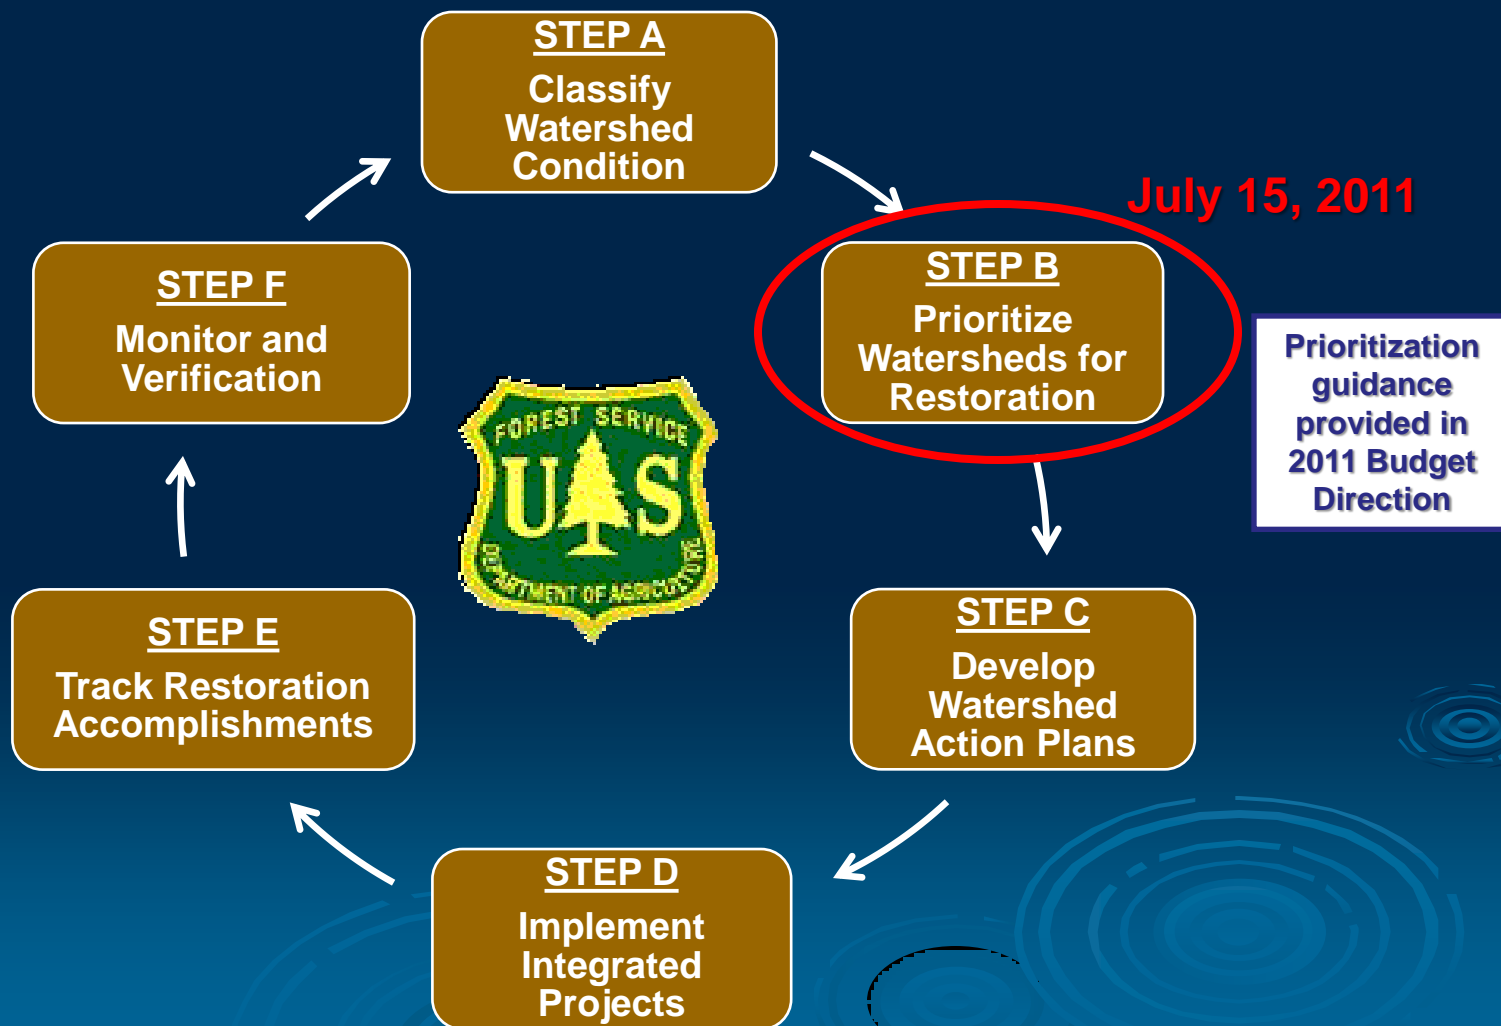 STEP A
Classify
Watershed
Condition
July 15, 2011
STEP B
Prioritize
Watersheds for
Restoration
Prioritization
guidance
provided in
2011 Budget
Direction
STEP C
Develop
Watershed
Action Plans
STEP D
Implement
Integrated
Projects
STEP E
Track Restoration
Accomplishments
STEP F
Monitor and
Verification
FOREST SERVICE
U S
DEPARTMENT OF AGRICULTURE